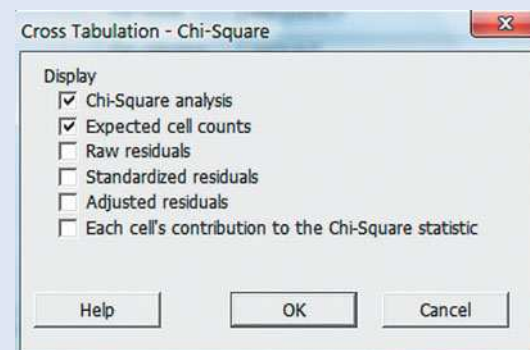 Cross Tabulation - Chi-Square
Display
Chi-Square analysis
Expected cell counts
Raw residuals
Standardized residuals
Adjusted residuals
Each cell's contribution to the Chi-Square statistic
Help OK Cancel